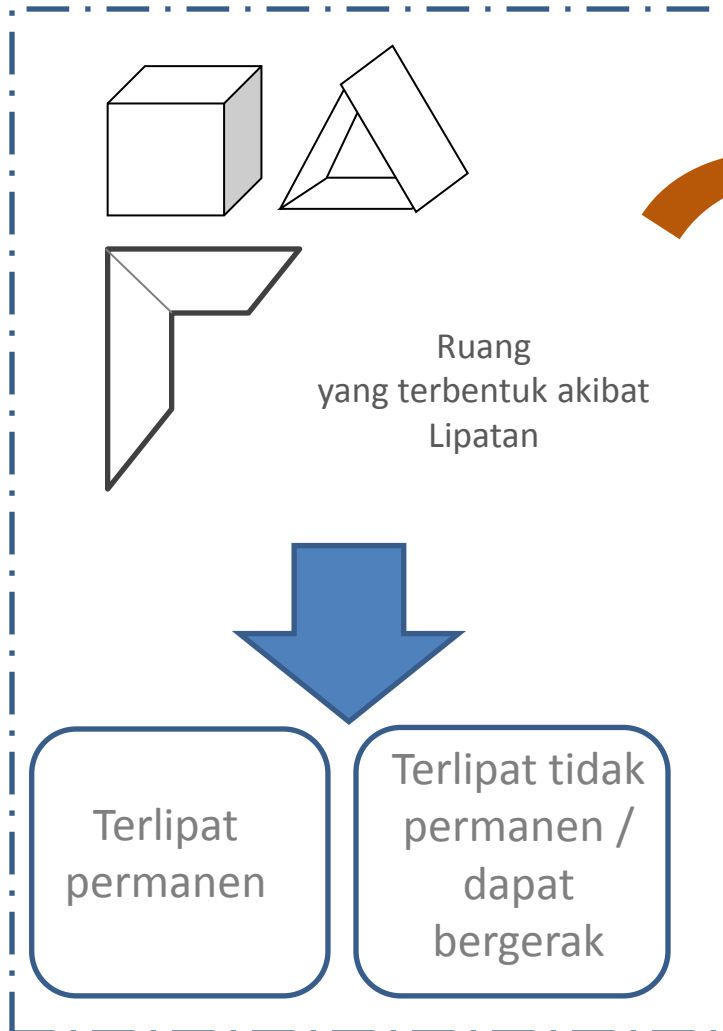 Ruang
yang terbentuk akibat
Lipatan
Terlipat
permanen
Terlipat tidak
permanen /
dapat
bergerak